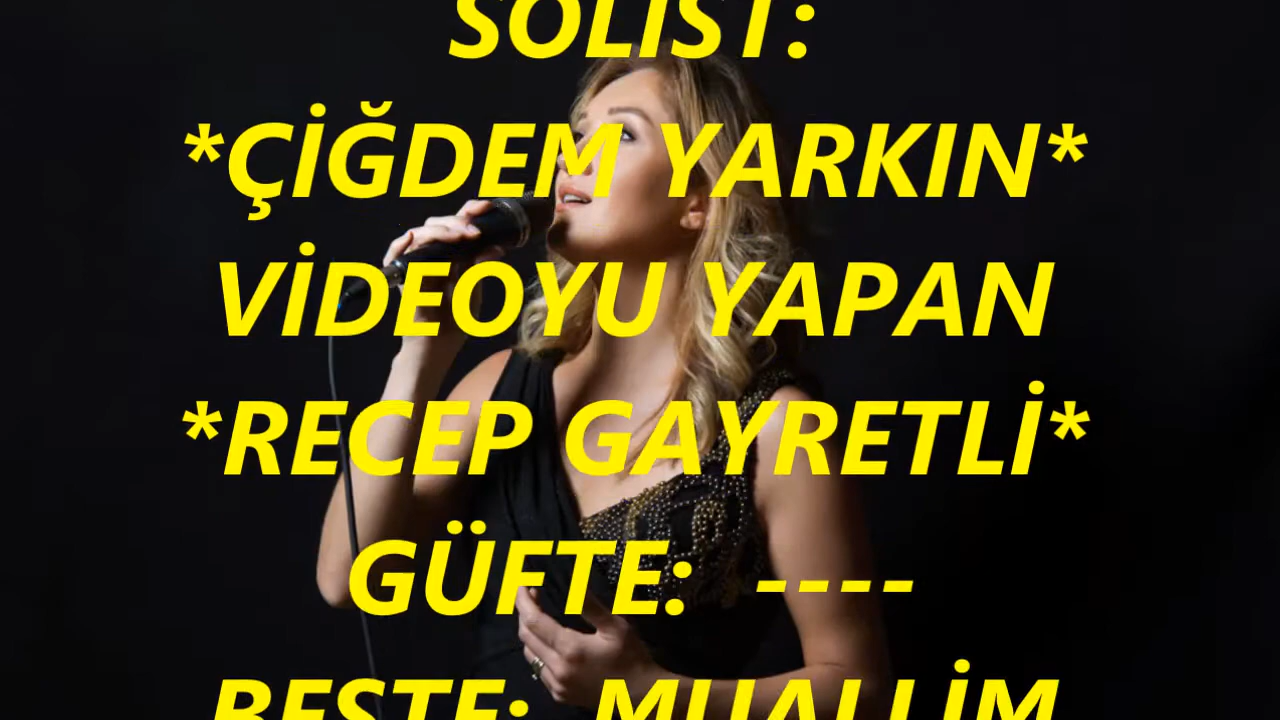 SOLİST:
*ÇİĞDEM YARKIN*
VİDEOYU YAPAN
*RECEP GAYRETLİ*
GÜFTE: ----
BESTE: MUALLİM